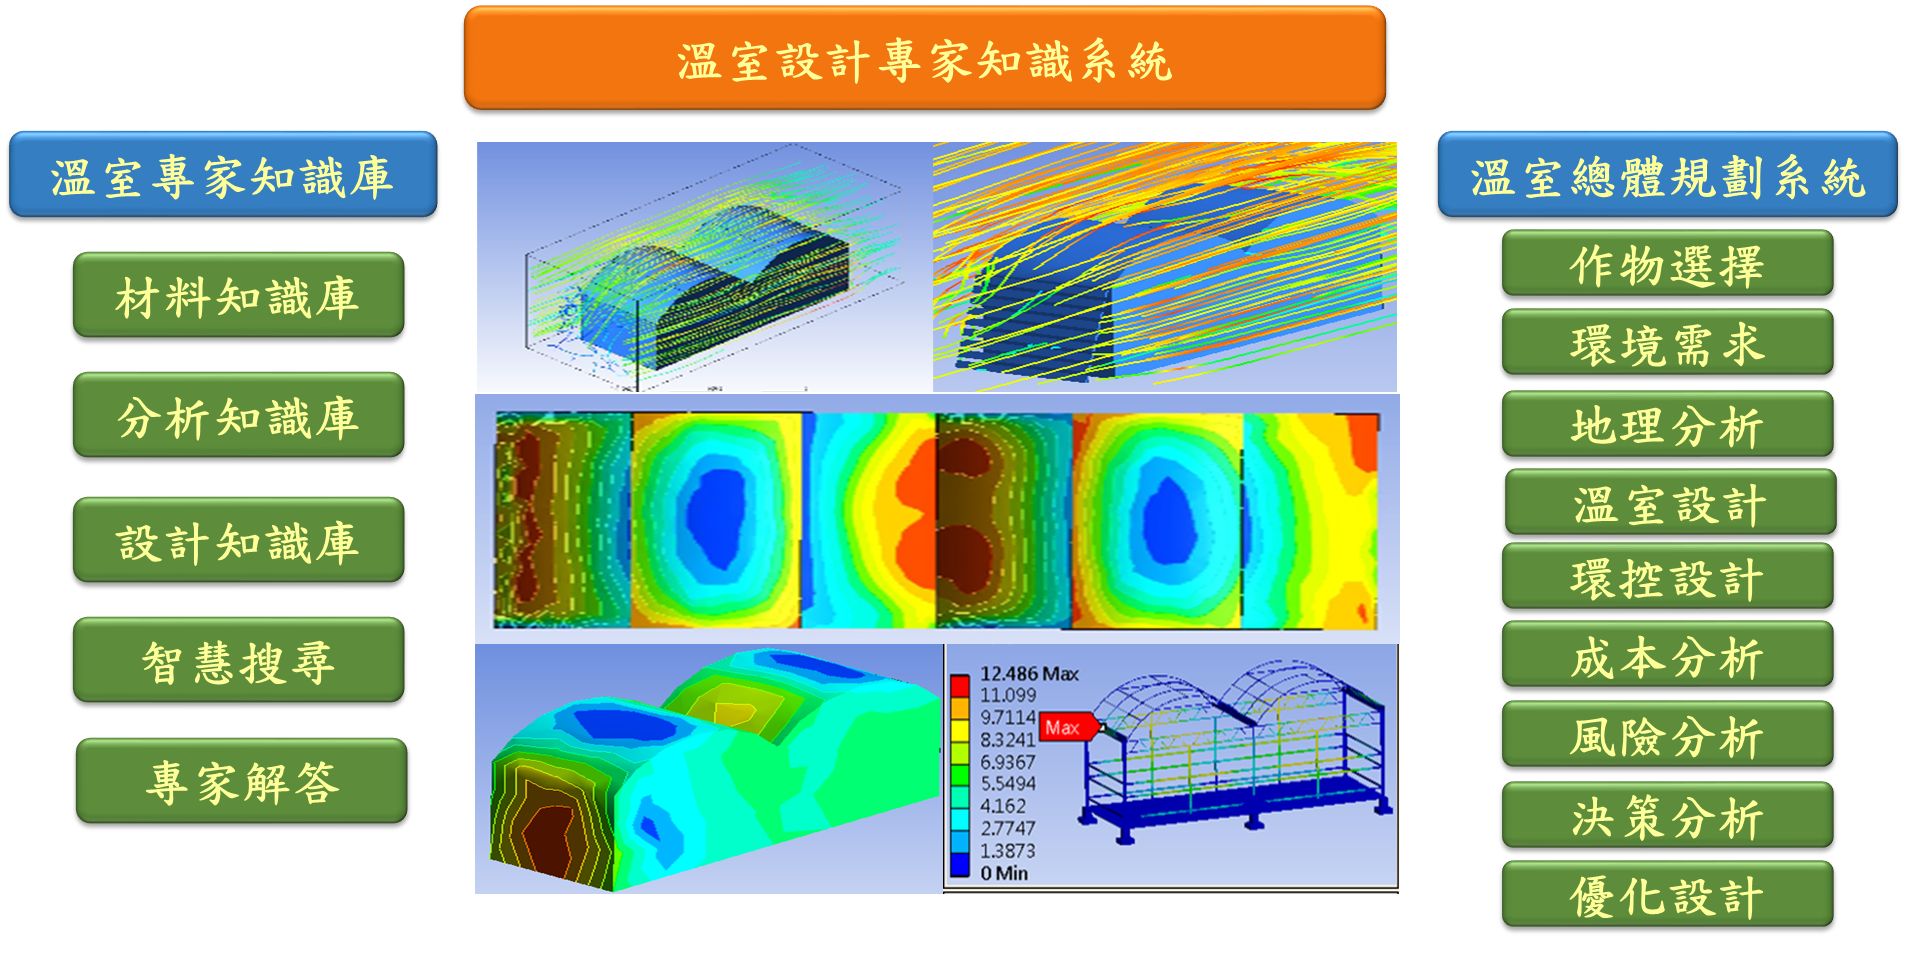 溫室設計專家知識系統
溫室專家知識庫
材料知識庫
分析知識庫
設計知識庫
智慧搜尋
專家解答
12.486 Max
11.099
9.7114
8.3241
6.9367
5.5494
4.162
2.7747
1.3873
0 Min
Max
溫室總體規劃系統
作物選擇
環境需求
地理分析
溫室設計
環控設計
成本分析
風險分析
決策分析
優化設計